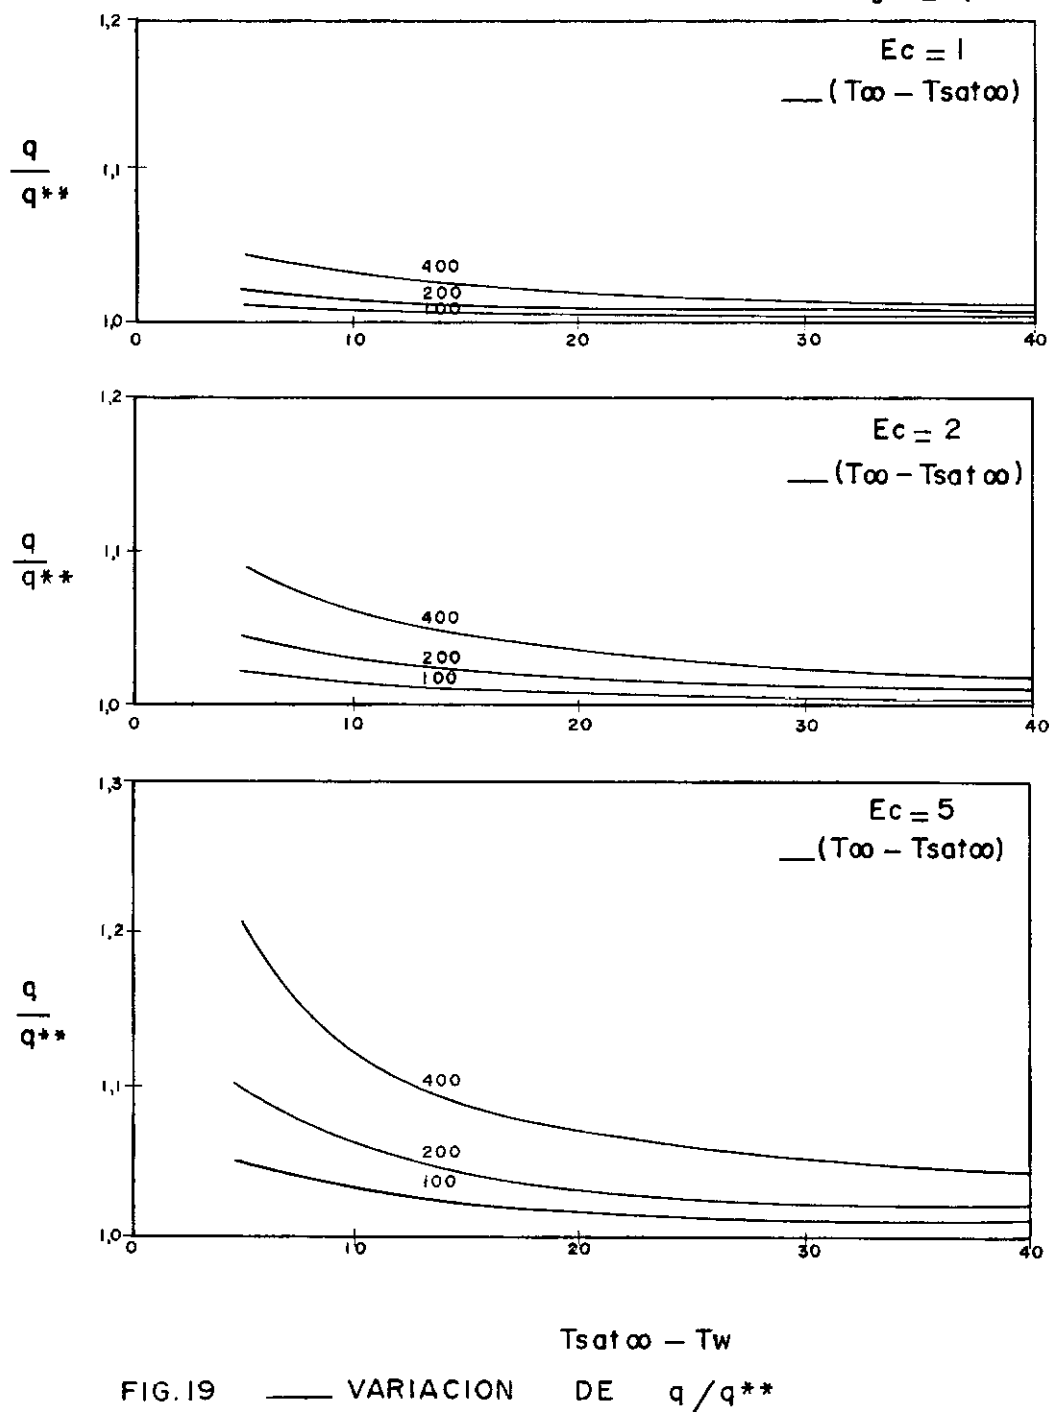 1,2
Ec = 1
— (T∞ – Tsat∞)
q
q**
1,1
400
200
100
1,0
0 10 20 30 40
1,2
Ec = 2
— (T∞ – Tsat∞)
q
q**
1,1
400
200
100
1,0
0 10 20 30 40
1,3
Ec = 5
— (T∞ – Tsat∞)
1,2
q
q**
1,1
400
200
100
1,0
0 10 20 30 40
Tsat∞ – Tw
FIG.19 — VARIACION DE q/q**